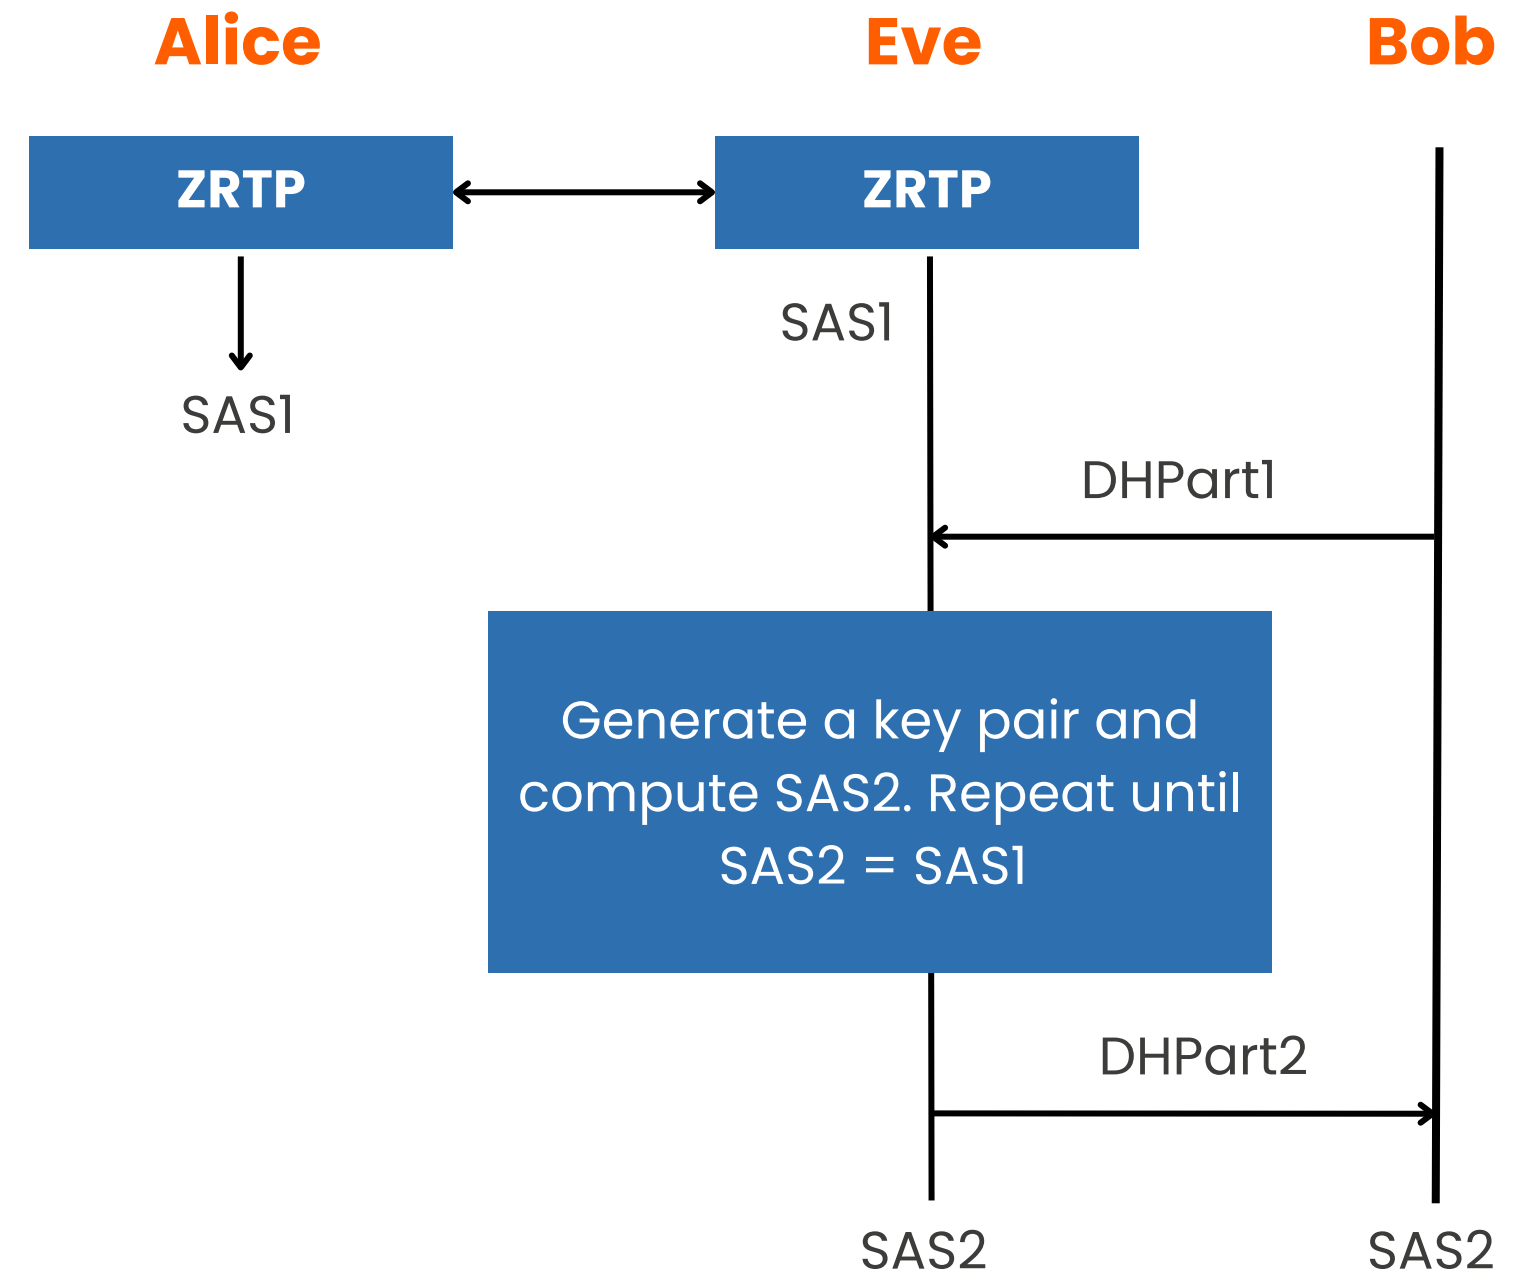 Alice
Eve
Bob
ZRTP
ZRTP
SAS1
SAS1
DHPart1
Generate a key pair and
compute SAS2. Repeat until
SAS2 = SAS1
DHPart2
SAS2
SAS2